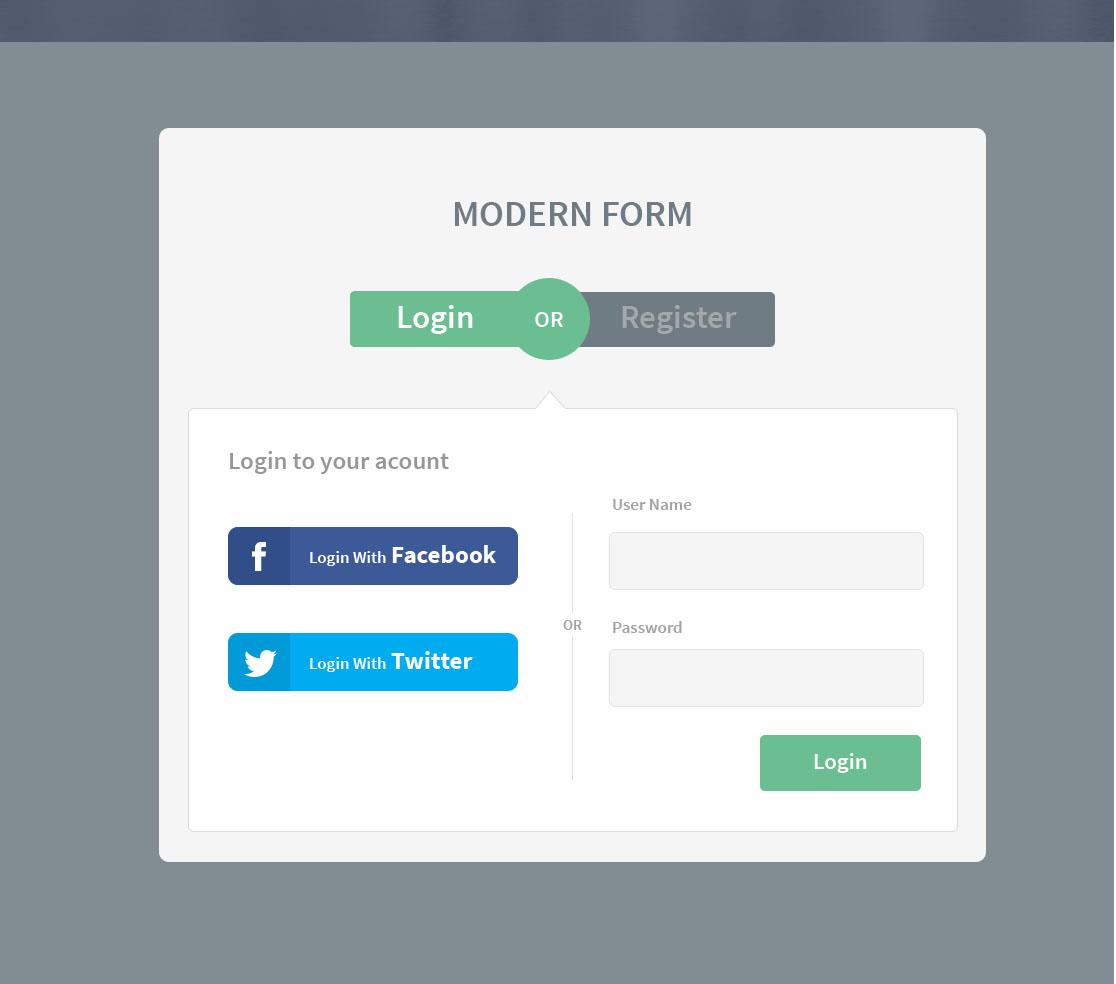 MODERN FORM
Login OR Register
Login to your acount
Login With Facebook
Login With Twitter
OR
User Name
Password
Login